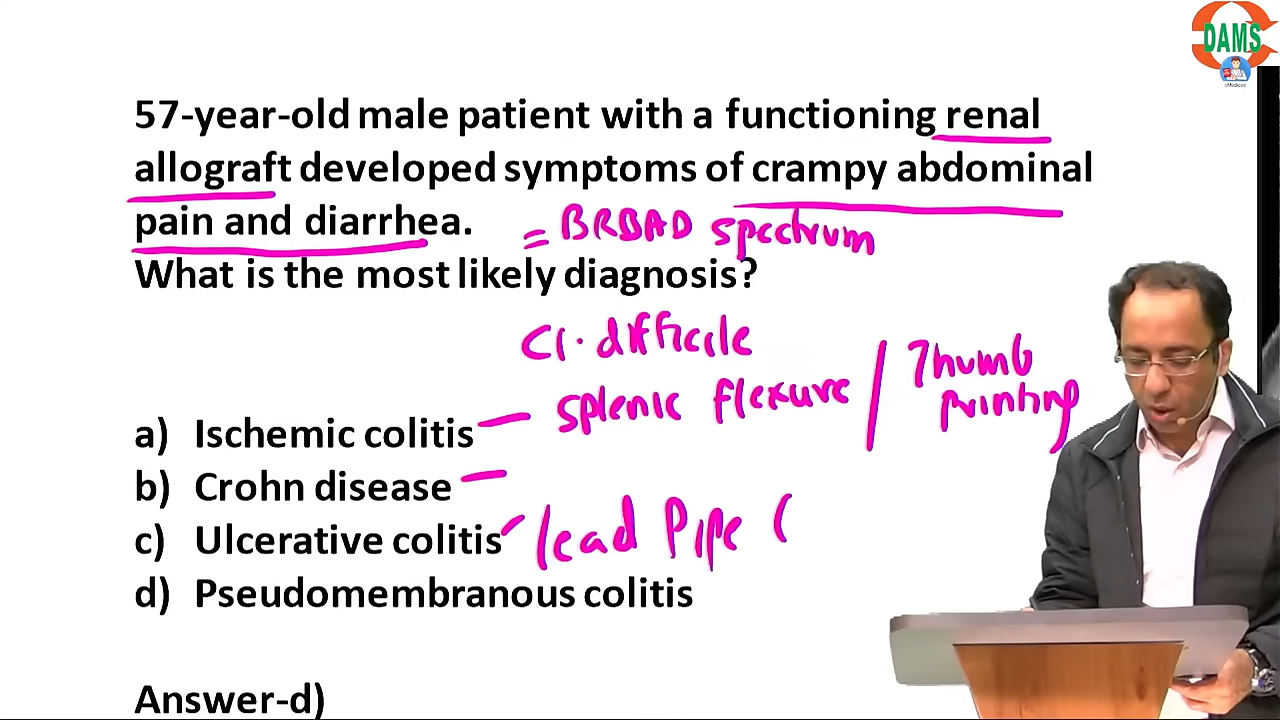 DAMS
eMedicoz
57-year-old male patient with a functioning renal
allograft developed symptoms of crampy abdominal
pain and diarrhea.
= BROAD spectrum
What is the most likely diagnosis?
Cl. difficile
a) Ischemic colitis – splenic flexure / Thumb
printing
b) Crohn disease –
c) Ulcerative colitis – lead pipe (
d) Pseudomembranous colitis
Answer-d)